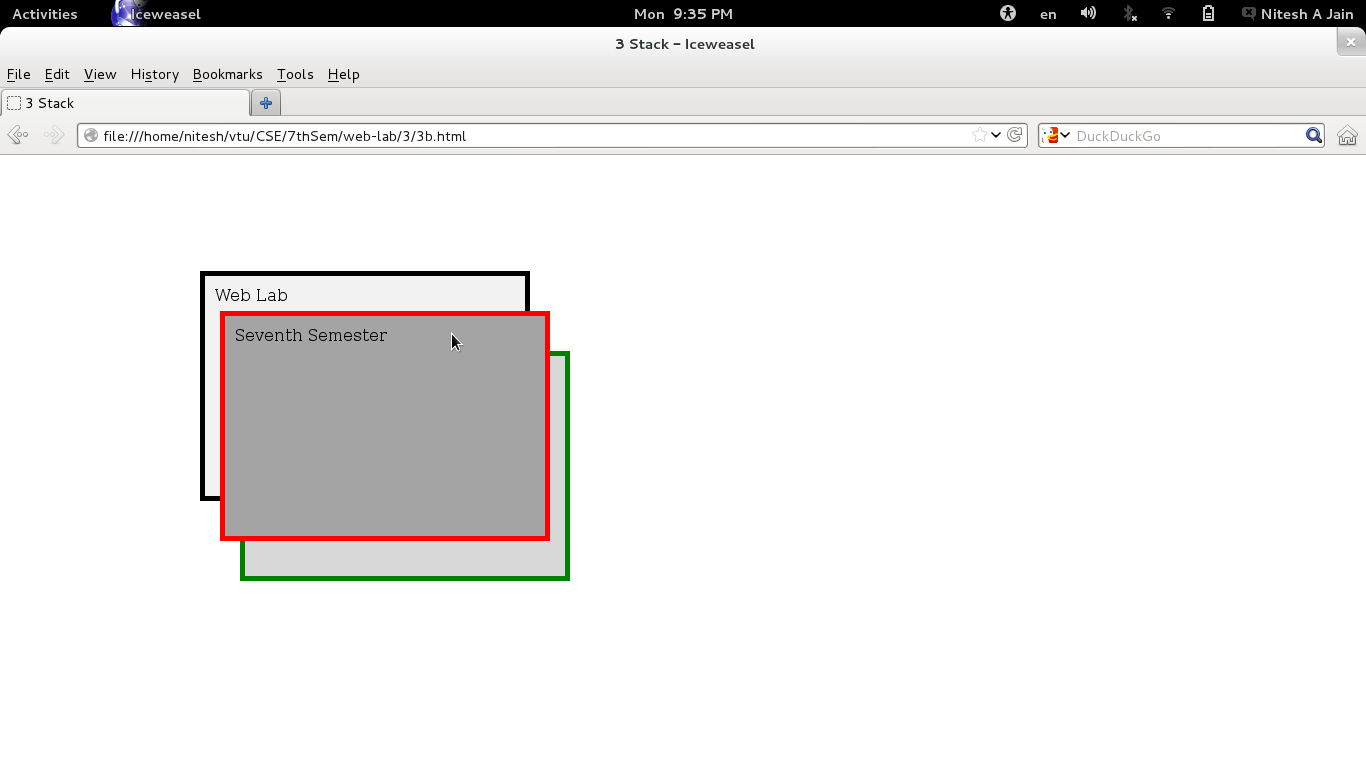 Activities Iceweasel Mon 9:35 PM en Nitesh A Jain
3 Stack - Iceweasel
File Edit View History Bookmarks Tools Help
3 Stack
file:///home/nitesh/vtu/CSE/7thSem/web-lab/3/3b.html DuckDuckGo
Web Lab
Seventh Semester